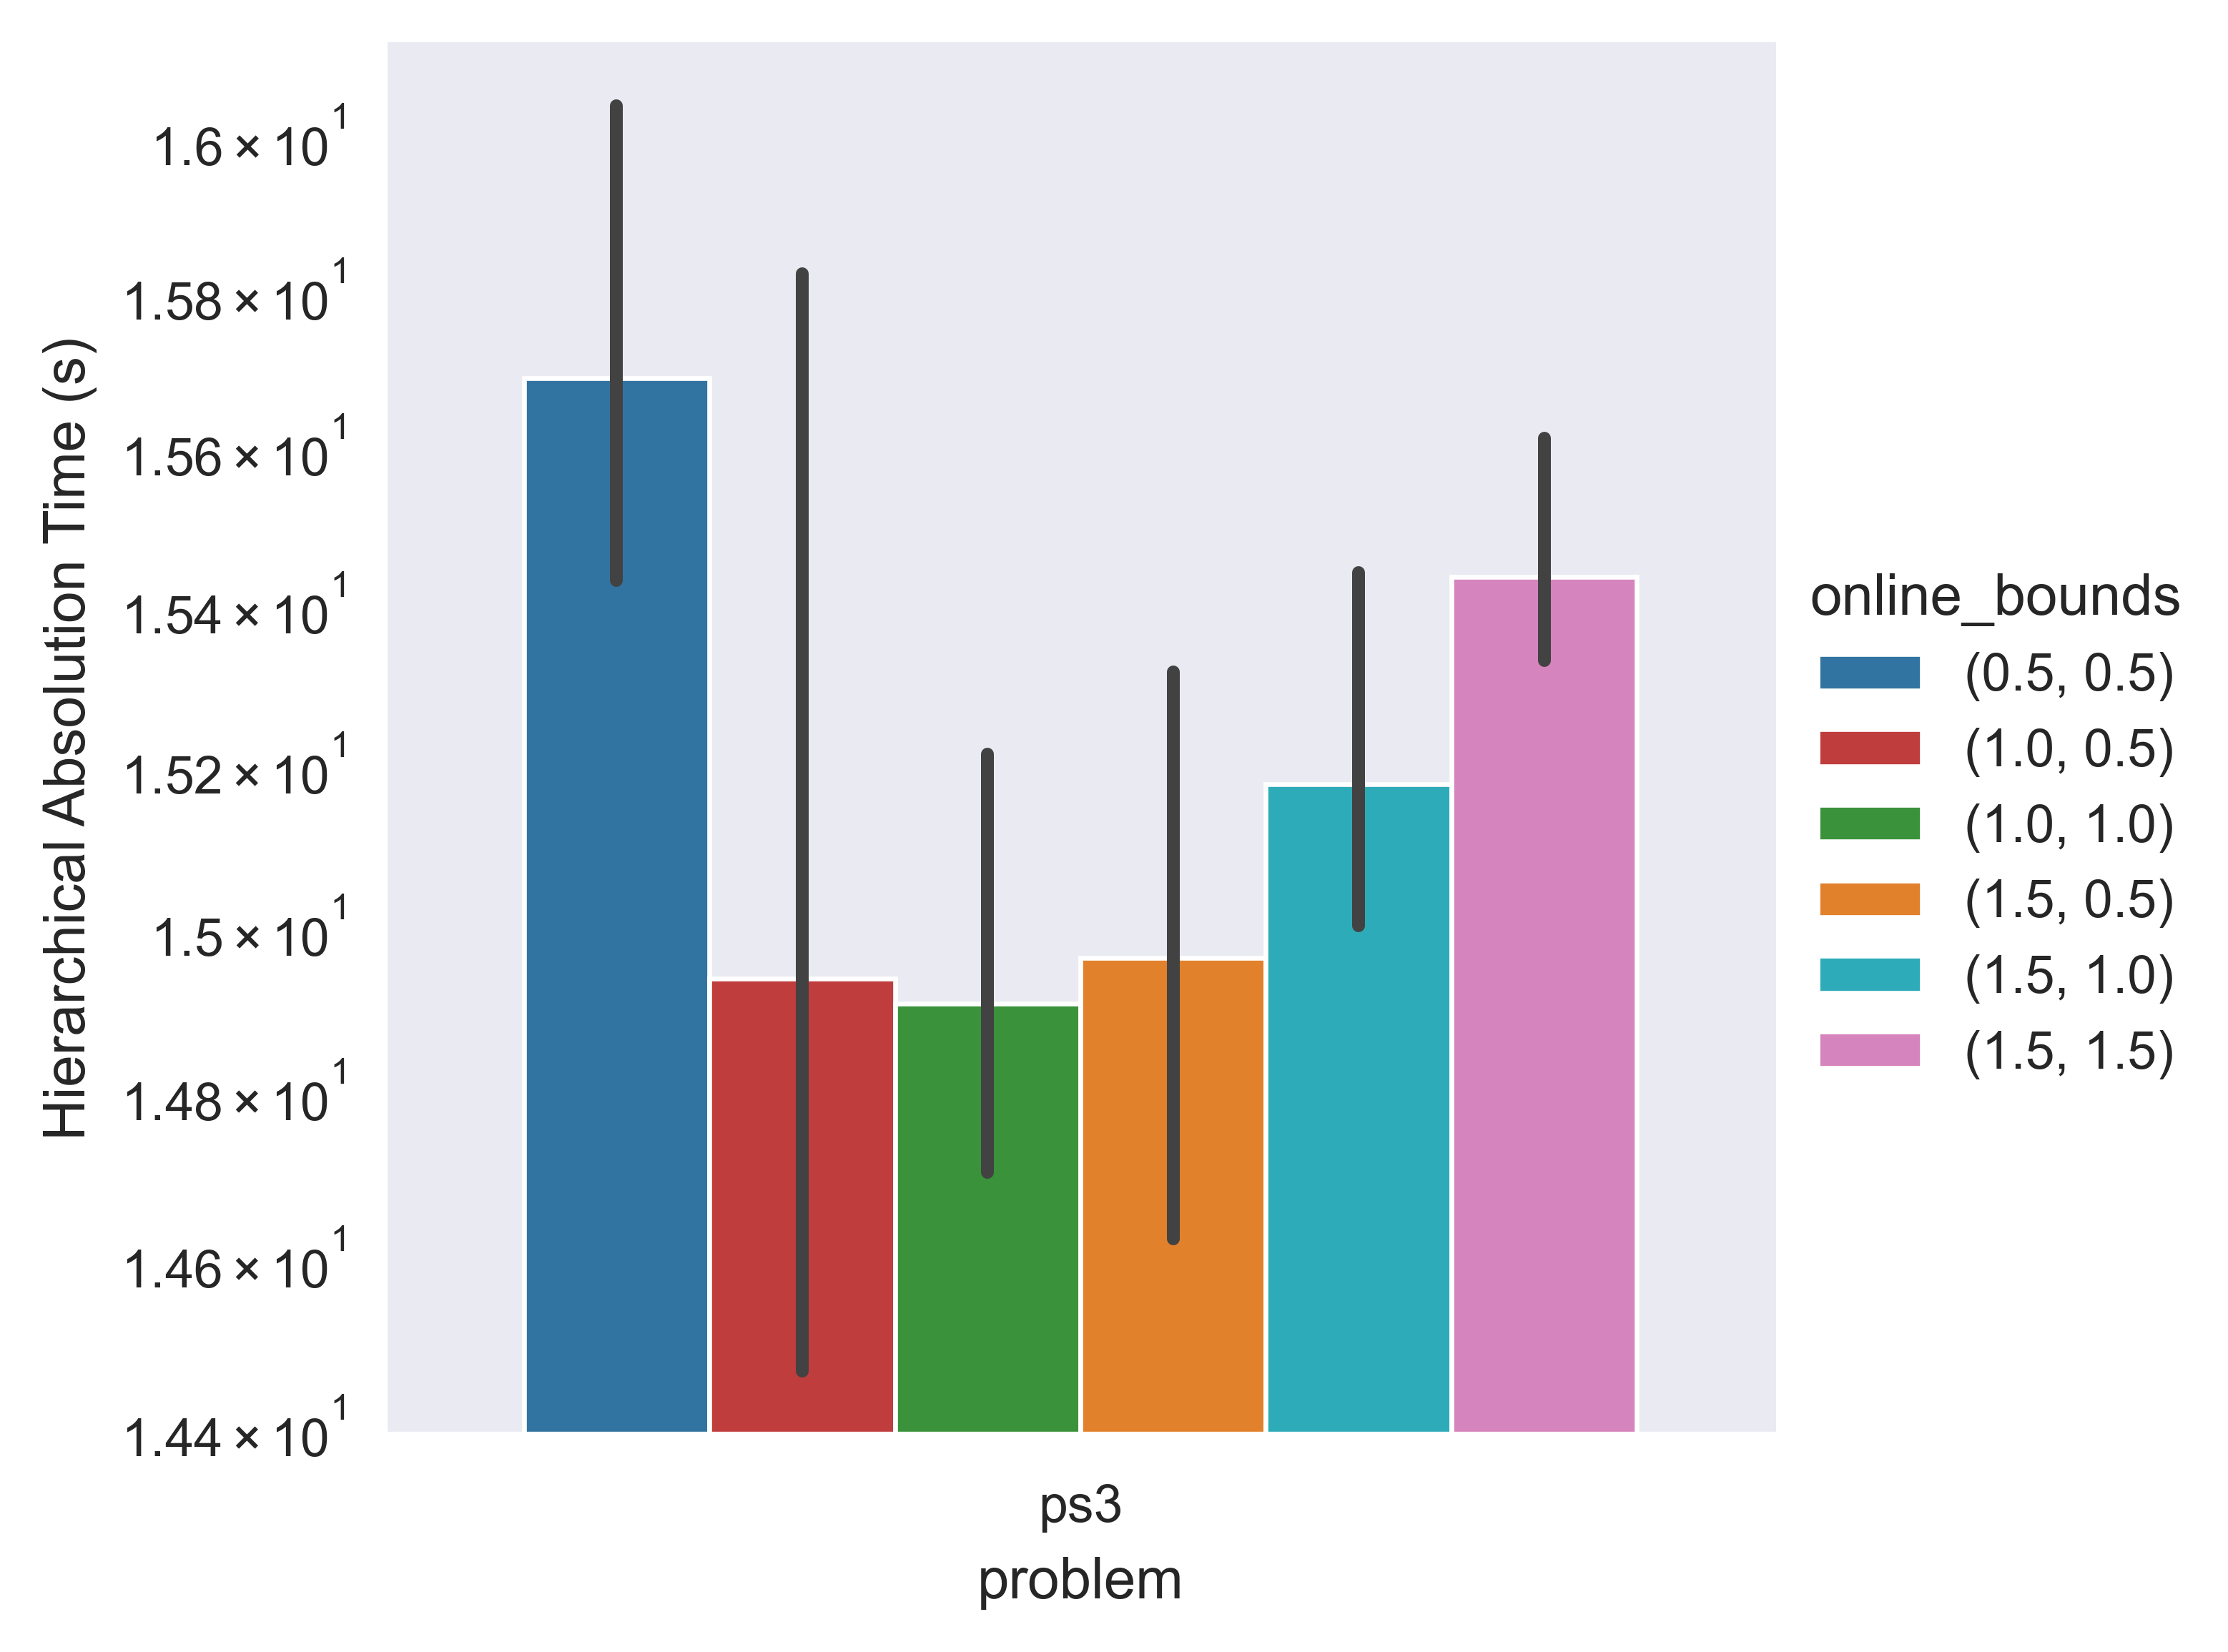 Hierarchical Absolution Time (s)
1.6 × 10¹
1.58 × 10¹
1.56 × 10¹
1.54 × 10¹
1.52 × 10¹
1.5 × 10¹
1.48 × 10¹
1.46 × 10¹
1.44 × 10¹
ps3
problem
online_bounds
(0.5, 0.5)
(1.0, 0.5)
(1.0, 1.0)
(1.5, 0.5)
(1.5, 1.0)
(1.5, 1.5)